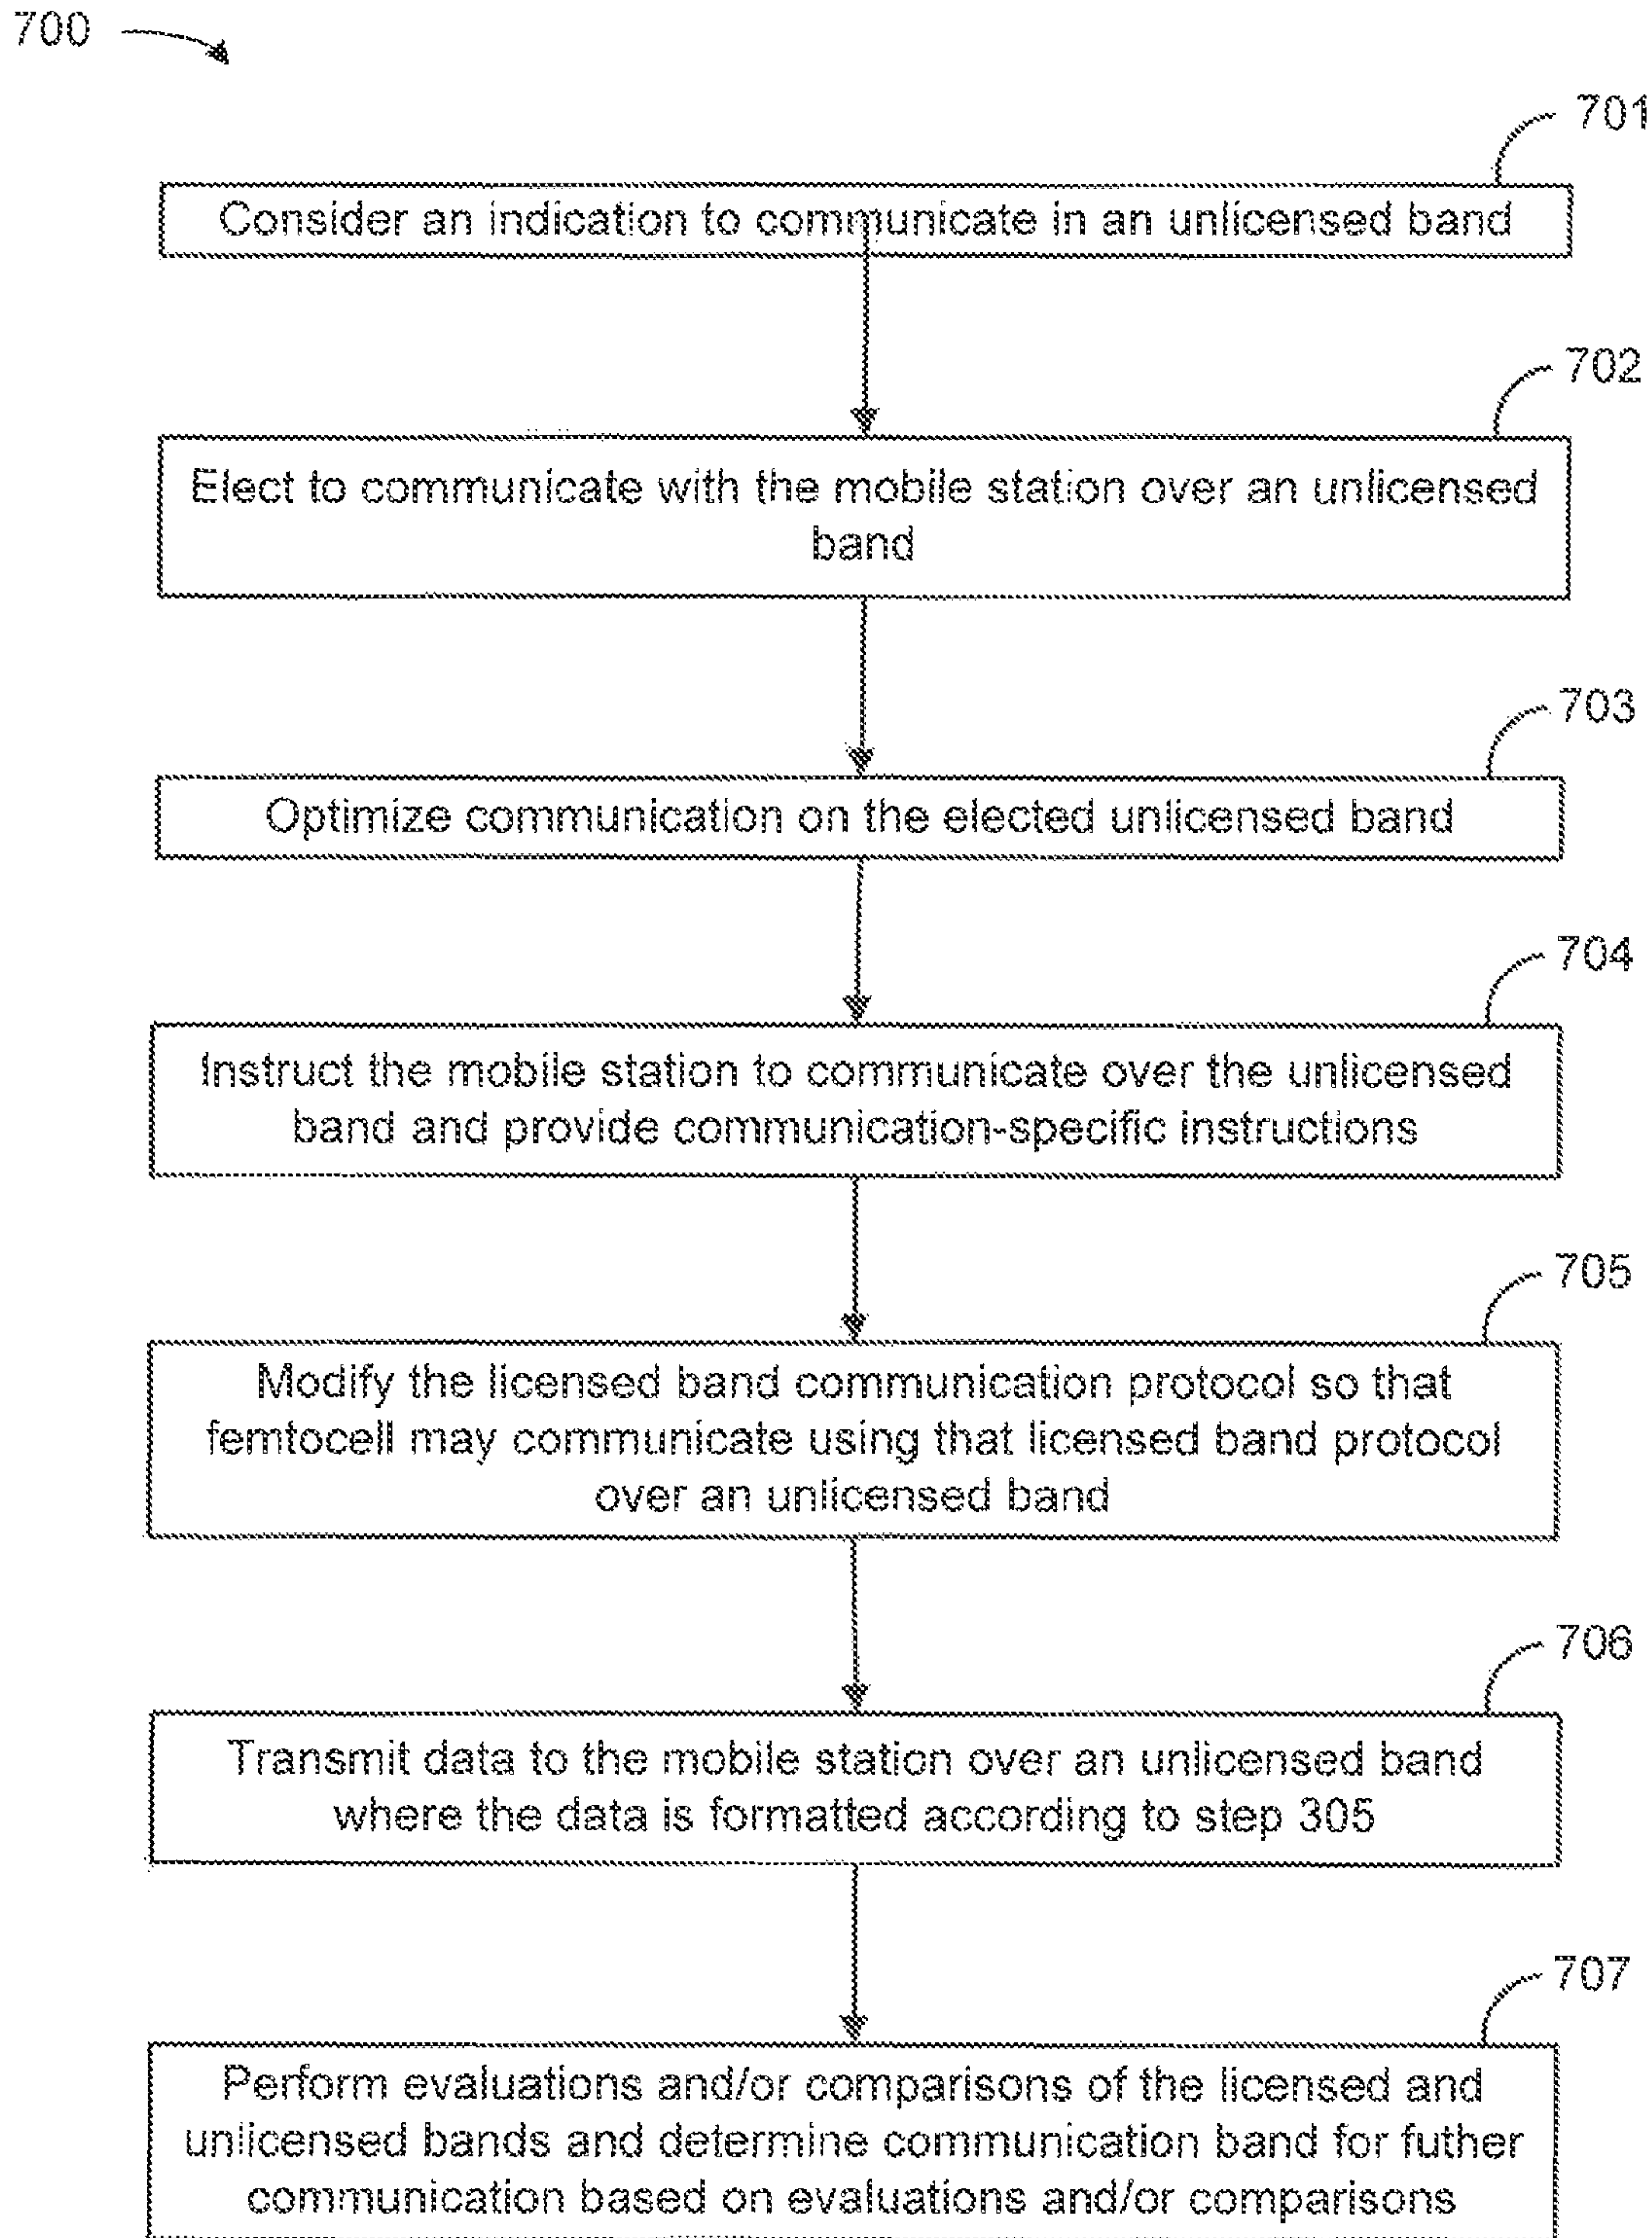 700
701
Consider an indication to communicate in an unlicensed band
702
Elect to communicate with the mobile station over an unlicensed
band
703
Optimize communication on the elected unlicensed band
704
Instruct the mobile station to communicate over the unlicensed
band and provide communication-specific instructions
705
Modify the licensed band communication protocol so that
femtocell may communicate using that licensed band protocol
over an unlicensed band
706
Transmit data to the mobile station over an unlicensed band
where the data is formatted according to step 305
707
Perform evaluations and/or comparisons of the licensed and
unlicensed bands and determine communication band for futher
communication based on evaluations and/or comparisons